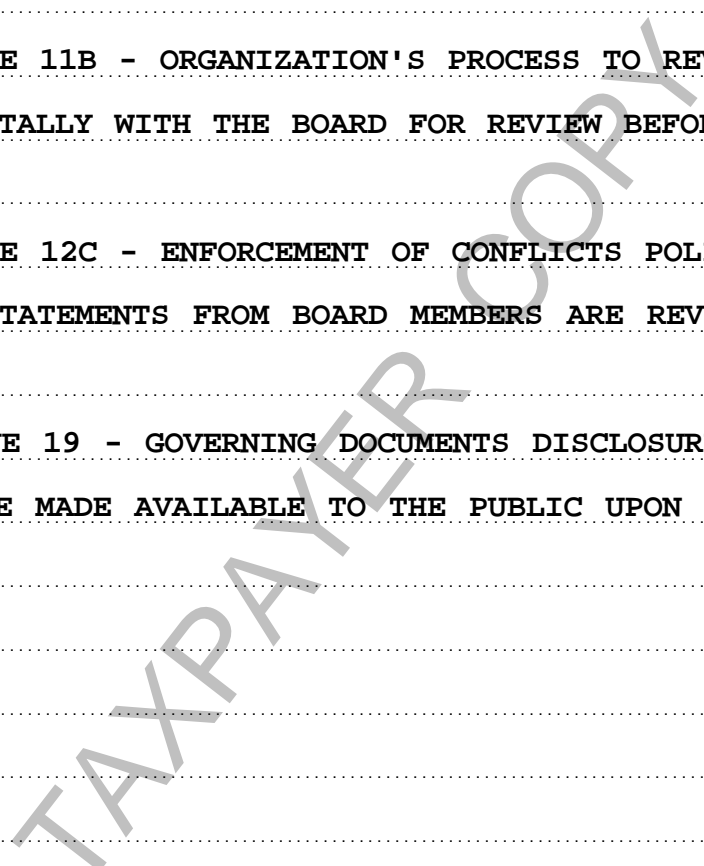 E 11B - ORGANIZATION'S PROCESS TO RE
TALLY WITH THE BOARD FOR REVIEW BEFO
E 12C - ENFORCEMENT OF CONFLICTS POL
TATEMENTS FROM BOARD MEMBERS ARE REV
E 19 - GOVERNING DOCUMENTS DISCLOSUR
E MADE AVAILABLE TO THE PUBLIC UPON
TAXPAYER COPY